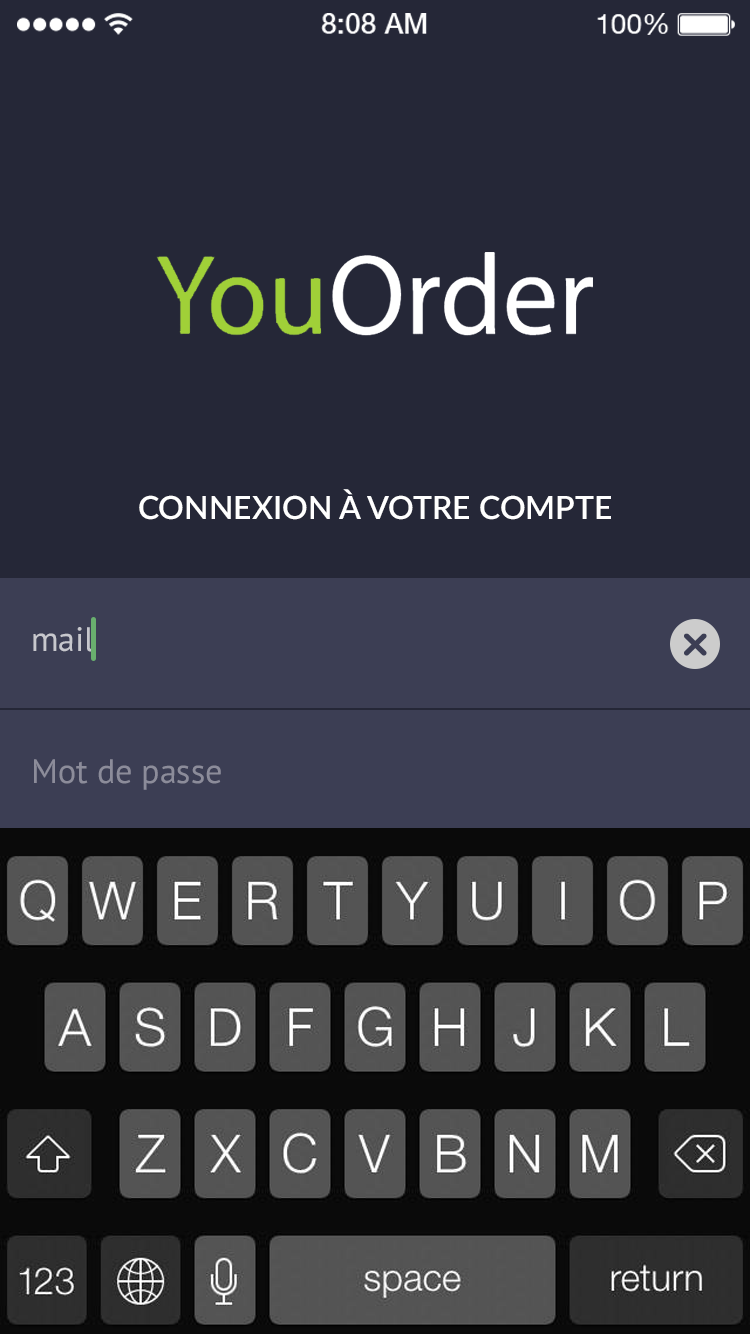 8:08 AM 100%
YouOrder
CONNEXION À VOTRE COMPTE
mail
Mot de passe
Q W E R T Y U I O P
A S D F G H J K L
Z X C V B N M
123 space return